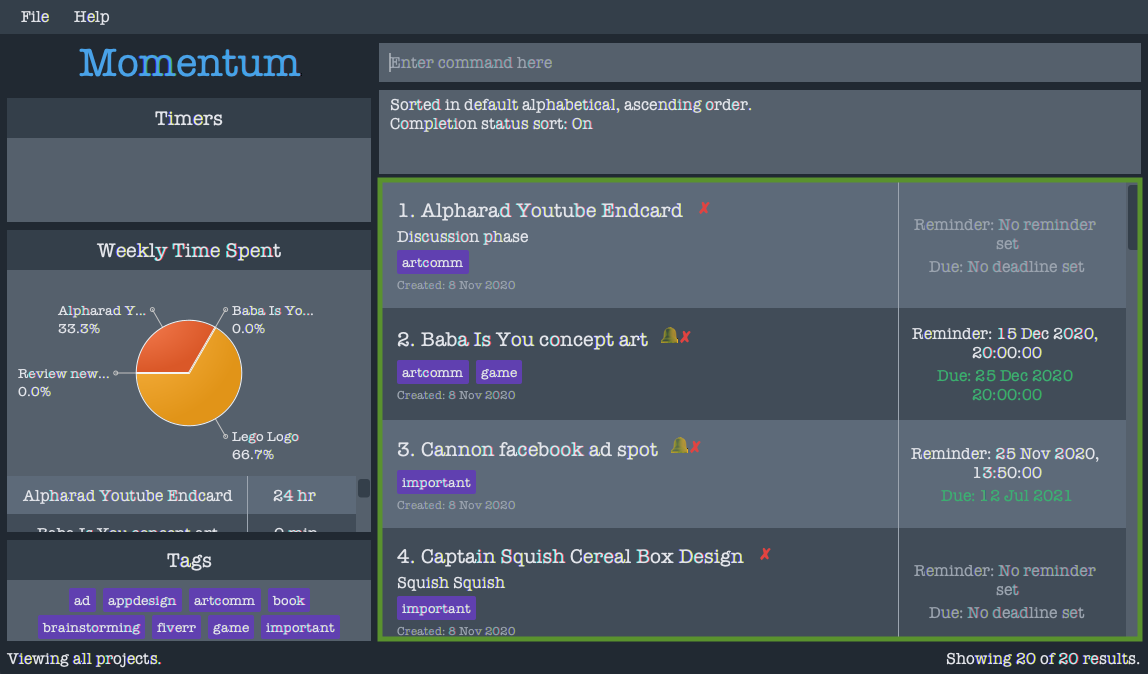 File Help
Momentum
Enter command here
Sorted in default alphabetical, ascending order.
Completion status sort: On
Timers
Weekly Time Spent
Alpharad Y...
33.3%
Baba Is Yo...
0.0%
Review new...
0.0%
Lego Logo
66.7%
Alpharad Youtube Endcard 24 hr
Baba Is You concept art 0 min
Tags
ad appdesign artcomm book
brainstorming fiverr game important
1. Alpharad Youtube Endcard ✗
Discussion phase
artcomm
Created: 8 Nov 2020
Reminder: No reminder
set
Due: No deadline set
2. Baba Is You concept art 🔔✗
artcomm game
Created: 8 Nov 2020
Reminder: 15 Dec 2020,
20:00:00
Due: 25 Dec 2020
20:00:00
3. Cannon facebook ad spot 🔔✗
important
Created: 8 Nov 2020
Reminder: 25 Nov 2020,
13:50:00
Due: 12 Jul 2021
4. Captain Squish Cereal Box Design ✗
Squish Squish
important
Created: 8 Nov 2020
Reminder: No reminder
set
Due: No deadline set
Viewing all projects.
Showing 20 of 20 results.